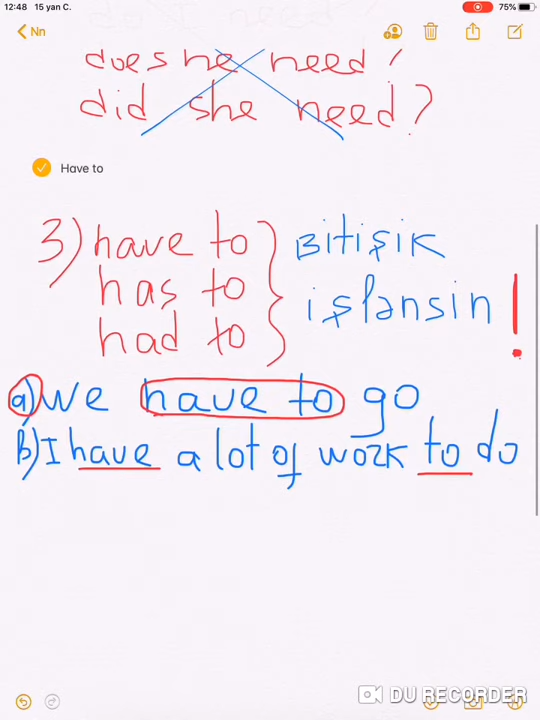 12:48 15 yan C. 75%
Nn
does he need ?
did she need?
Have to
3) have to
has to
had to
Bitişik
işlənsin !
a) We have to go
b) I have a lot of work to do
DU RECORDER